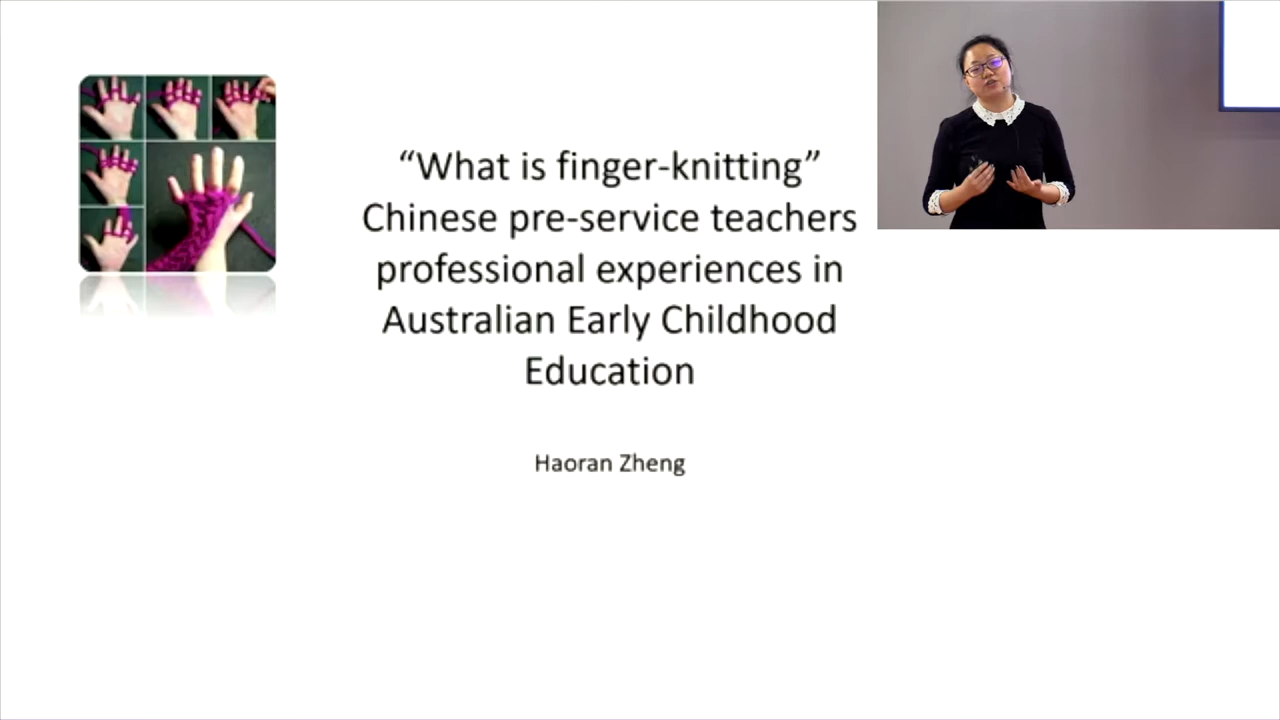 “What is finger-knitting”
Chinese pre-service teachers
professional experiences in
Australian Early Childhood
Education
Haoran Zheng